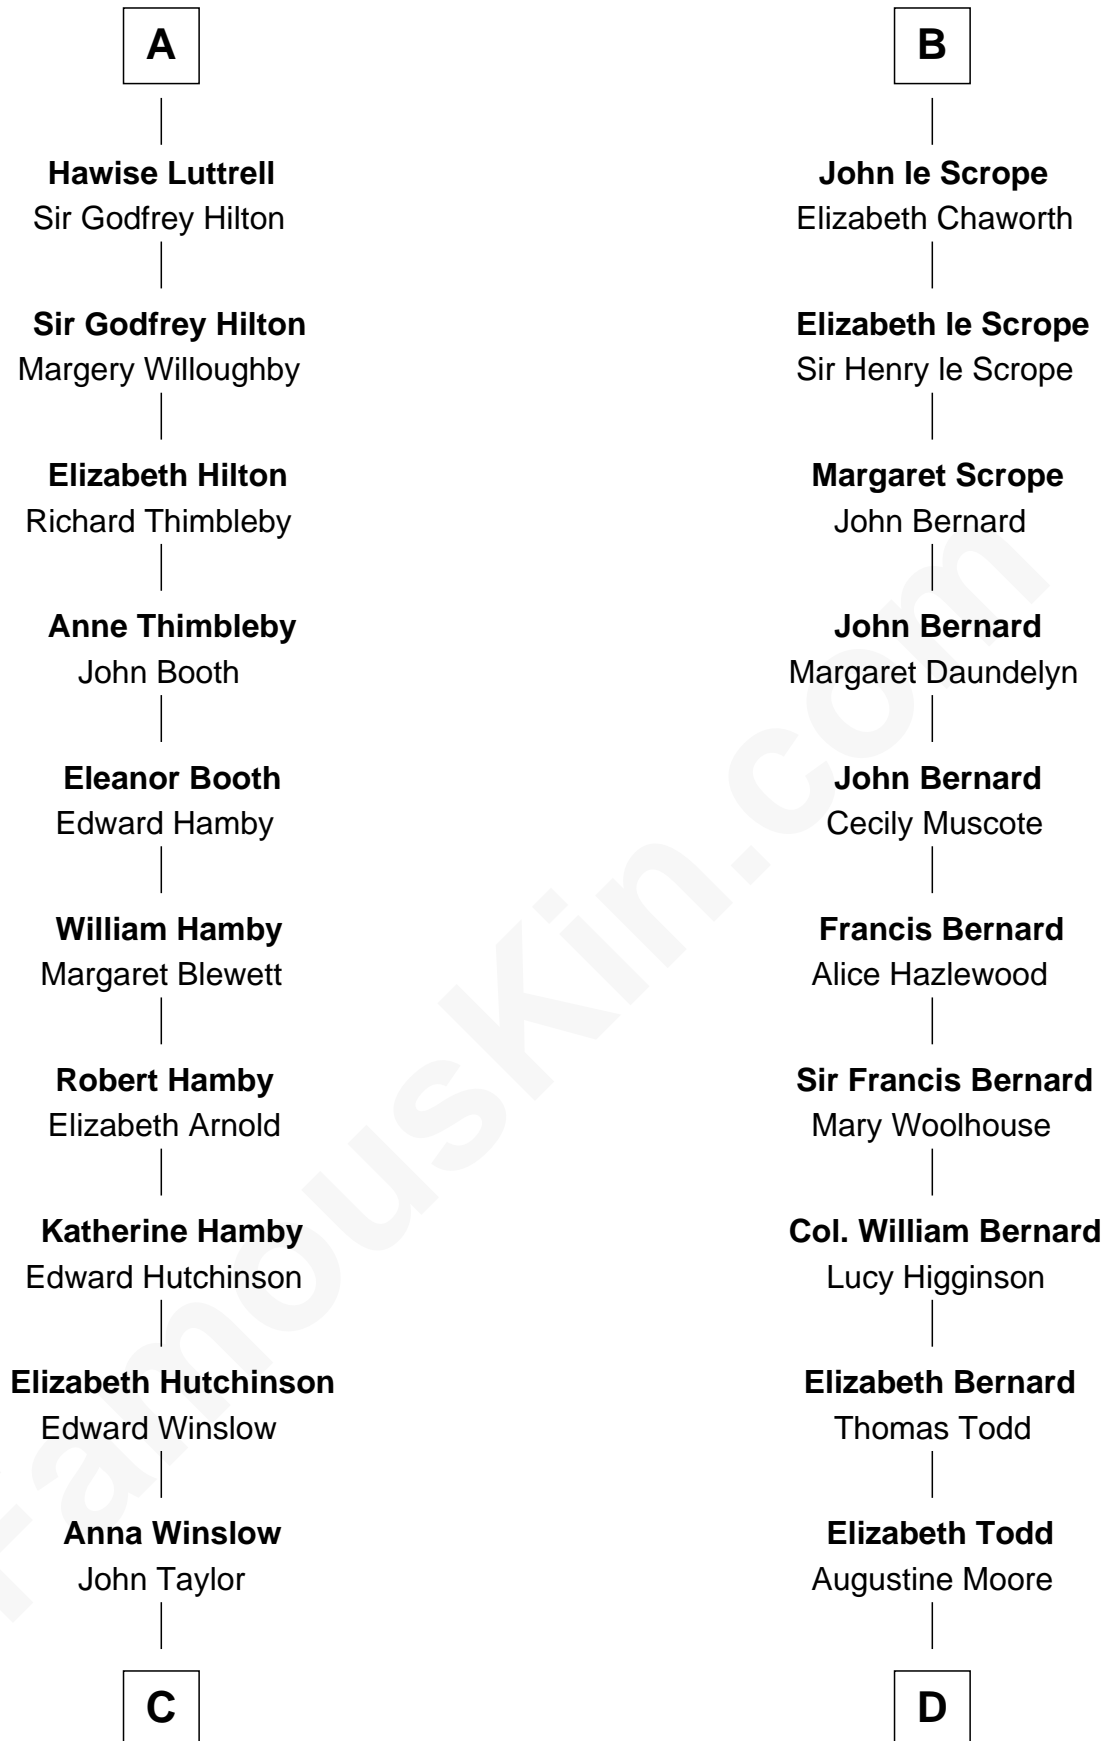 A
Hawise Luttrell
Sir Godfrey Hilton
Sir Godfrey Hilton
Margery Willoughby
Elizabeth Hilton
Richard Thimbleby
Anne Thimbleby
John Booth
Eleanor Booth
Edward Hamby
William Hamby
Margaret Blewett
Robert Hamby
Elizabeth Arnold
Katherine Hamby
Edward Hutchinson
Elizabeth Hutchinson
Edward Winslow
Anna Winslow
John Taylor
C
B
John le Scrope
Elizabeth Chaworth
Elizabeth le Scrope
Sir Henry le Scrope
Margaret Scrope
John Bernard
John Bernard
Margaret Daundelyn
John Bernard
Cecily Muscote
Francis Bernard
Alice Hazlewood
Sir Francis Bernard
Mary Woolhouse
Col. William Bernard
Lucy Higginson
Elizabeth Bernard
Thomas Todd
Elizabeth Todd
Augustine Moore
D
FamousKin.com